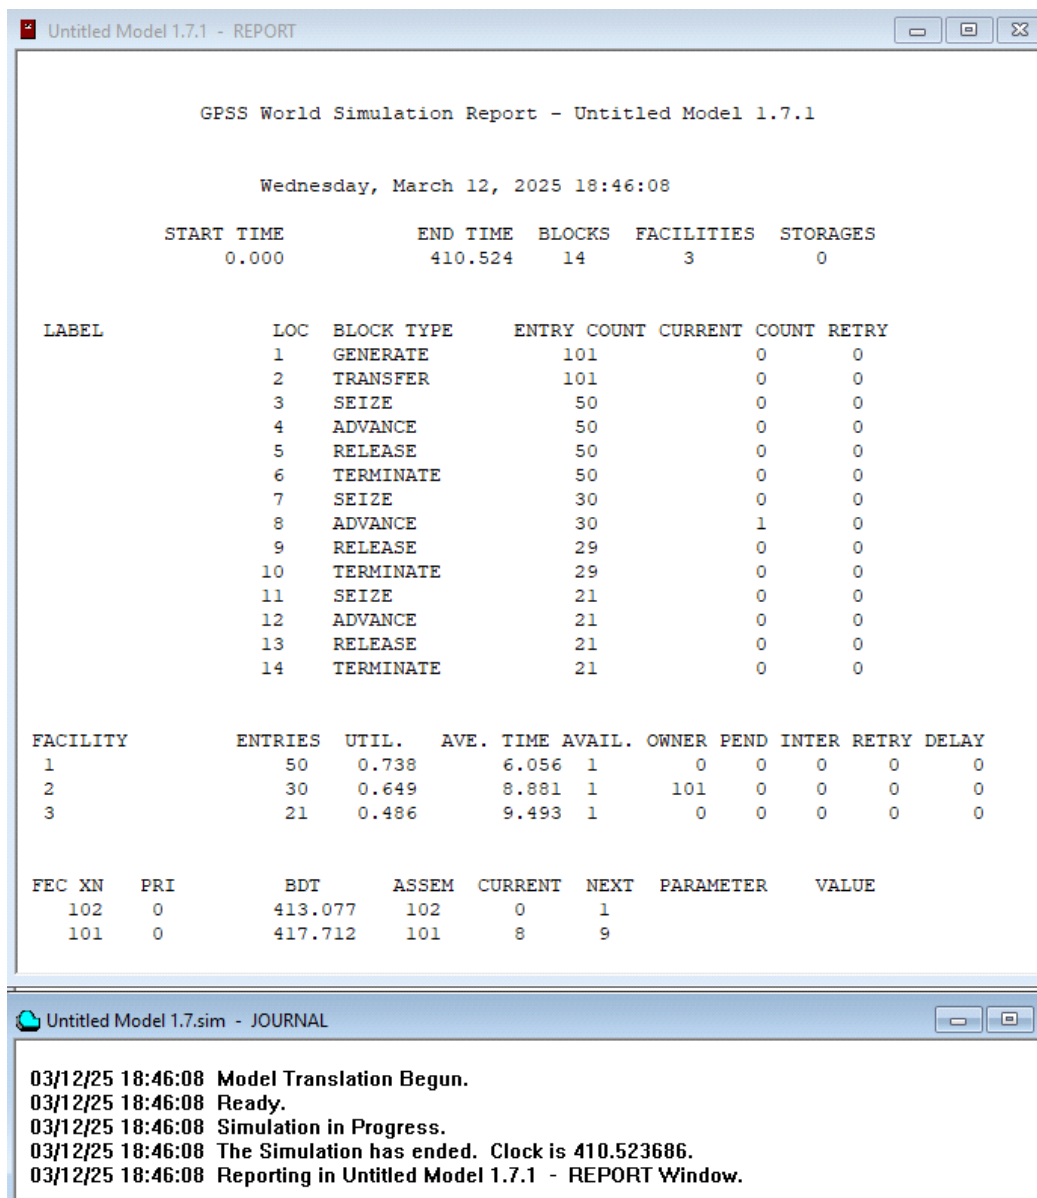 Untitled Model 1.7.1 - REPORT
GPSS World Simulation Report - Untitled Model 1.7.1
Wednesday, March 12, 2025 18:46:08
START TIME END TIME BLOCKS FACILITIES STORAGES
0.000 410.524 14 3 0
LABEL LOC BLOCK TYPE ENTRY COUNT CURRENT COUNT RETRY
1 GENERATE 101 0 0
2 TRANSFER 101 0 0
3 SEIZE 50 0 0
4 ADVANCE 50 0 0
5 RELEASE 50 0 0
6 TERMINATE 50 0 0
7 SEIZE 30 0 0
8 ADVANCE 30 1 0
9 RELEASE 29 0 0
10 TERMINATE 29 0 0
11 SEIZE 21 0 0
12 ADVANCE 21 0 0
13 RELEASE 21 0 0
14 TERMINATE 21 0 0
FACILITY ENTRIES UTIL. AVE. TIME AVAIL. OWNER PEND INTER RETRY DELAY
1 50 0.738 6.056 1 0 0 0 0 0
2 30 0.649 8.881 1 101 0 0 0 0
3 21 0.486 9.493 1 0 0 0 0 0
FEC XN PRI BDT ASSEM CURRENT NEXT PARAMETER VALUE
102 0 413.077 102 0 1
101 0 417.712 101 8 9
Untitled Model 1.7.sim - JOURNAL
03/12/25 18:46:08 Model Translation Begun.
03/12/25 18:46:08 Ready.
03/12/25 18:46:08 Simulation in Progress.
03/12/25 18:46:08 The Simulation has ended. Clock is 410.523686.
03/12/25 18:46:08 Reporting in Untitled Model 1.7.1 - REPORT Window.